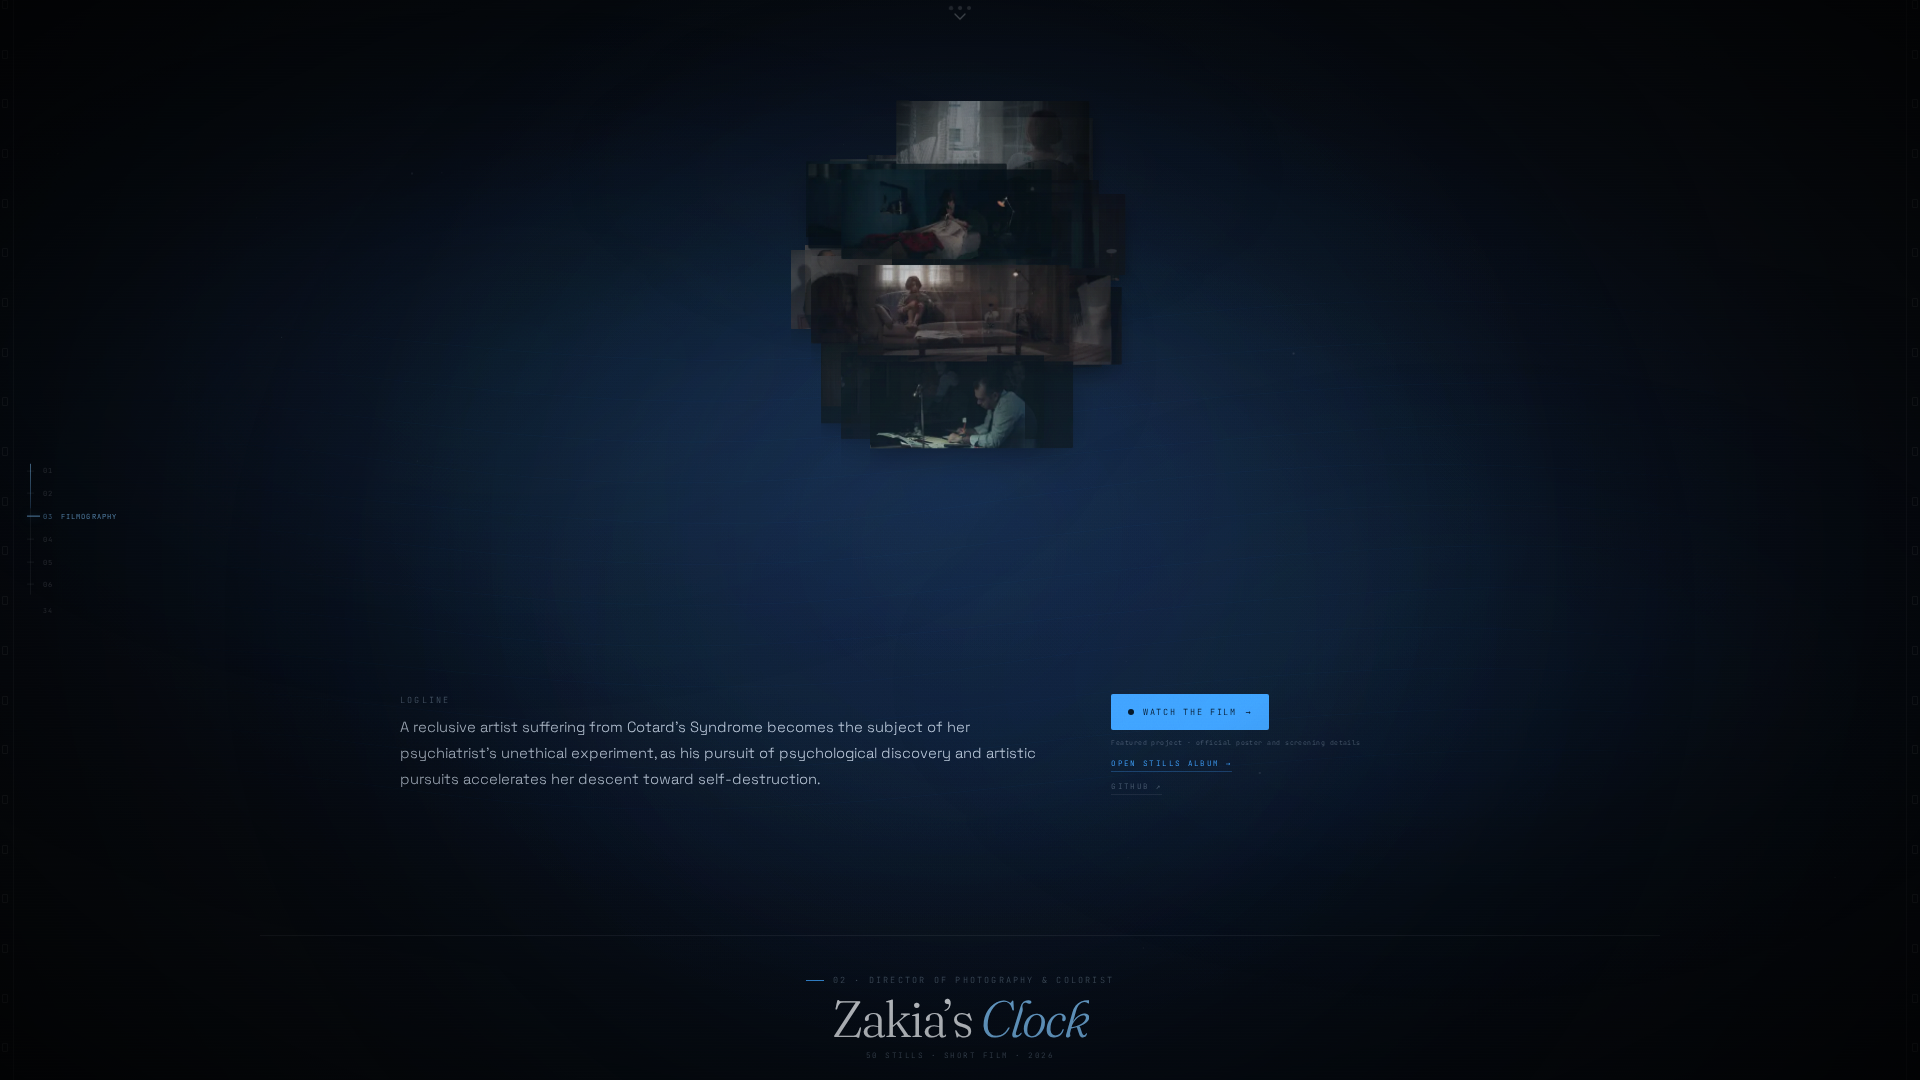 01
02
03 FILMOGRAPHY
04
05
06
LOGLINE
A reclusive artist suffering from Cotard's Syndrome becomes the subject of her
psychiatrist's unethical experiment, as his pursuit of psychological discovery and artistic
pursuits accelerates her descent toward self-destruction.
WATCH THE FILM →
Featured project · official poster and screening details
OPEN STILLS ALBUM →
GITHUB ↗
02 · DIRECTOR OF PHOTOGRAPHY & COLORIST
Zakia's Clock
50 STILLS · SHORT FILM · 2026